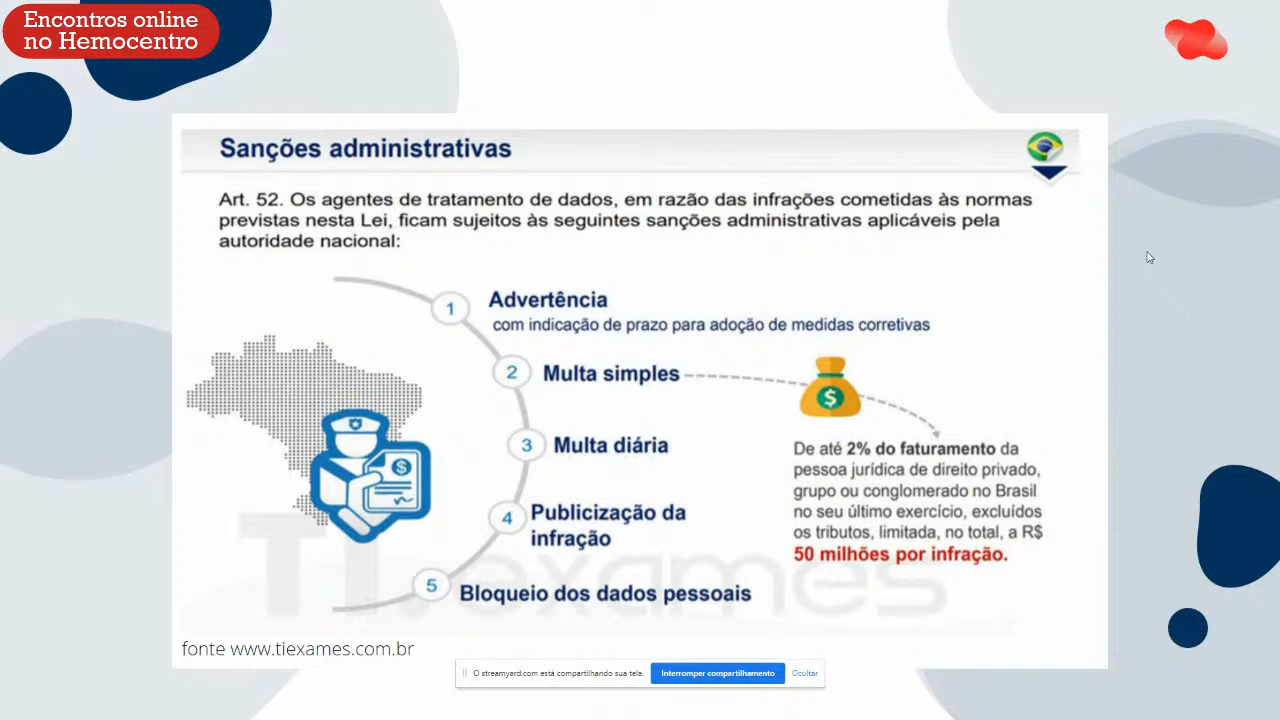 Encontros online
no Hemocentro
Sanções administrativas
Art. 52. Os agentes de tratamento de dados, em razão das infrações cometidas às normas
previstas nesta Lei, ficam sujeitos às seguintes sanções administrativas aplicáveis pela
autoridade nacional:
1
Advertência
com indicação de prazo para adoção de medidas corretivas
2
Multa simples
$
De até 2% do faturamento da
pessoa jurídica de direito privado,
grupo ou conglomerado no Brasil
no seu último exercício, excluídos
os tributos, limitada, no total, a R$
50 milhões por infração.
3
Multa diária
$
4
Publicização da
infração
5
Bloqueio dos dados pessoais
TI.exames
fonte www.tiexames.com.br
O streamyard.com está compartilhando sua tela.
Interromper compartilhamento
Ocultar